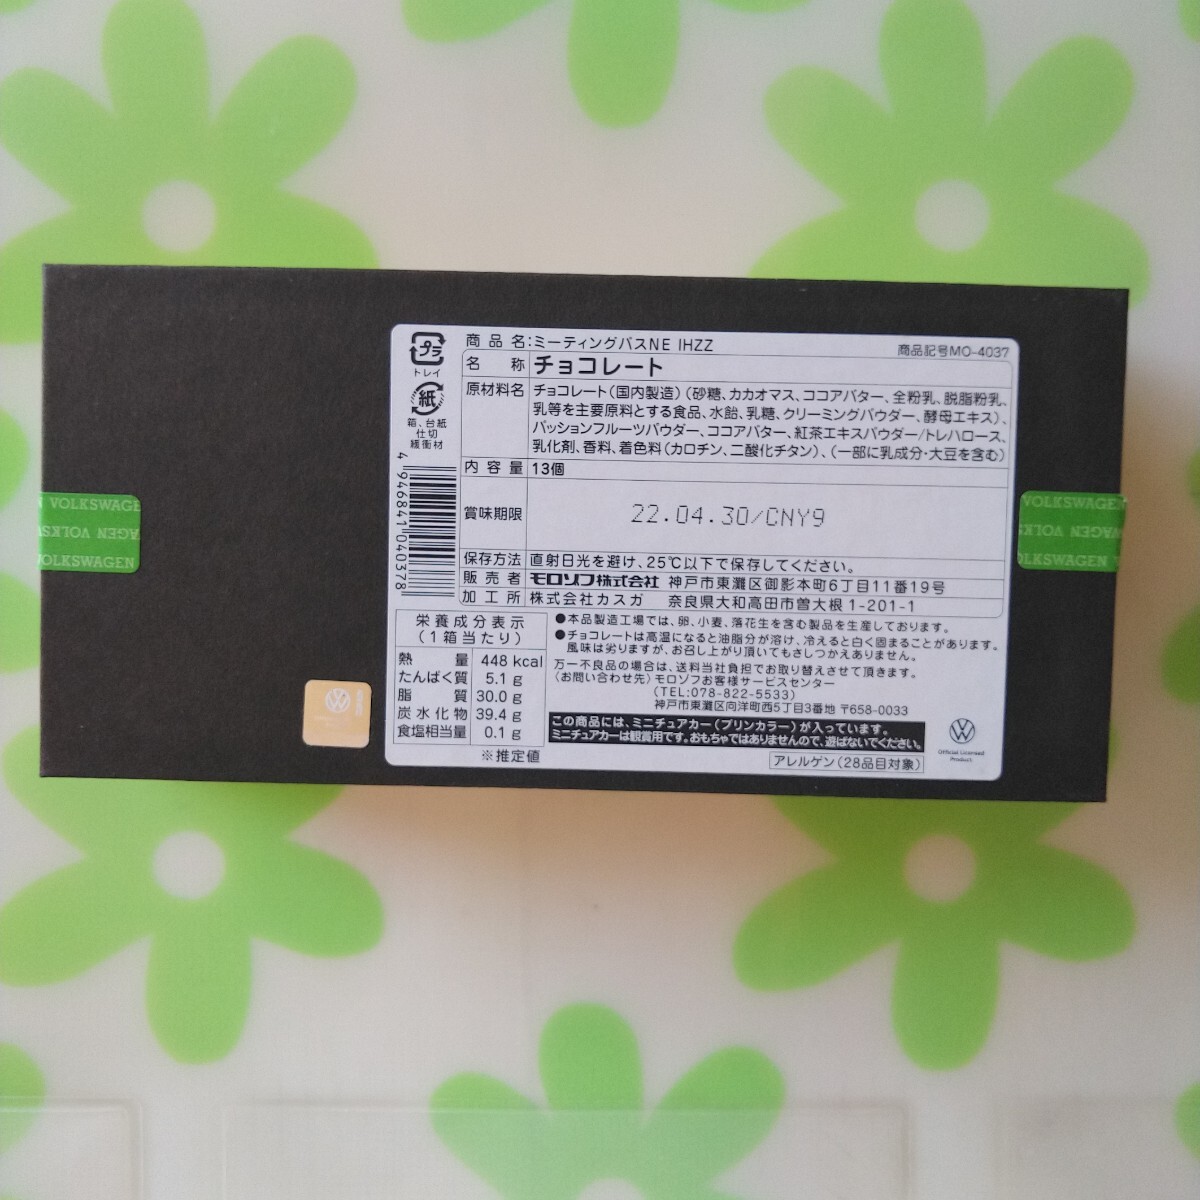 商品名:ミーティングバスNE IHZZ
商品記号MO-4037
名称 チョコレート
原材料名 チョコレート(国内製造)(砂糖、カカオマス、ココアバター、全粉乳、脱脂粉乳、
乳等を主要原料とする食品、水飴、乳糖、クリーミングパウダー、酵母エキス)、
パッションフルーツパウダー、ココアバター、紅茶エキスパウダー/トレハロース、
乳化剤、香料、着色料(カロチン、二酸化チタン)、(一部に乳成分・大豆を含む)
内容量 13個
賞味期限 22.04.30/CNY9
保存方法 直射日光を避け、25℃以下で保存してください。
販売者 モロゾフ株式会社 神戸市東灘区御影本町6丁目11番19号
加工所 株式会社カスガ 奈良県大和高田市曽大根1-201-1
プラ
トレイ
紙
箱、台紙
仕切
緩衝材
4946841040378
栄養成分表示
(1箱当たり)
熱量 448 kcal
たんぱく質 5.1 g
脂質 30.0 g
炭水化物 39.4 g
食塩相当量 0.1 g
※推定値
●本品製造工場では、卵、小麦、落花生を含む製品を生産しております。
●チョコレートは高温になると油脂分が溶け、冷えると白く固まることがあります。
風味は劣りますが、お召し上がり頂いてもさしつかえありません。
万一不良品の場合は、送料当社負担でお取り替えさせて頂きます。
〈お問い合わせ先〉モロゾフお客様サービスセンター
(TEL:078-822-5533)
神戸市東灘区向洋町西5丁目3番地 〒658-0033
この商品には、ミニチュアカー(プリンカラー)が入っています。
ミニチュアカーは観賞用です。おもちゃではありませんので、遊ばないでください。
アレルゲン(28品目対象)
Official Licensed
Product
N VOLKSWAGE
AGEN VOLKS
VOLKSWAGEN
VOLKSWAGEN
AGEN VOLKS
OLKSWAGEN